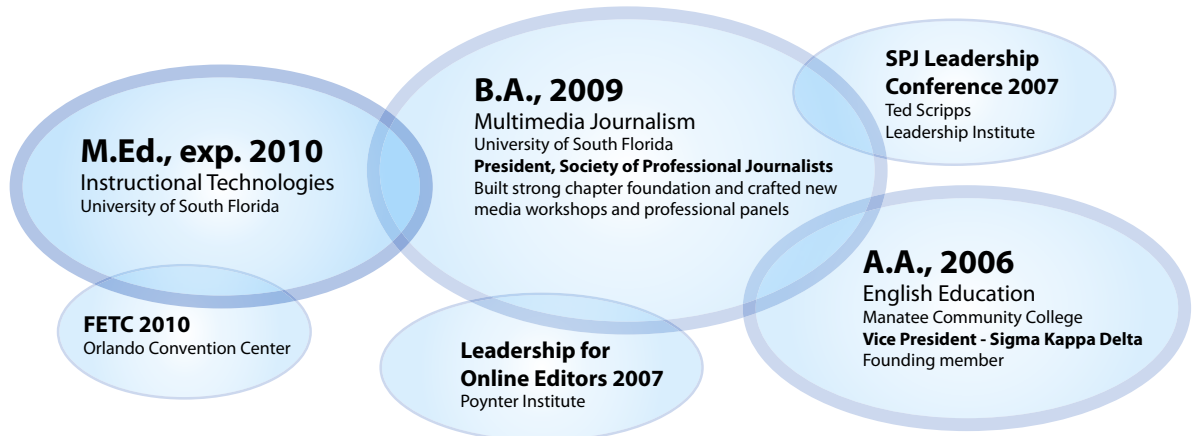 M.Ed., exp. 2010
Instructional Technologies
University of South Florida
FETC 2010
Orlando Convention Center
B.A., 2009
Multimedia Journalism
University of South Florida
President, Society of Professional Journalists
Built strong chapter foundation and crafted new
media workshops and professional panels
Leadership for
Online Editors 2007
Poynter Institute
SPJ Leadership
Conference 2007
Ted Scripps
Leadership Institute
A.A., 2006
English Education
Manatee Community College
Vice President - Sigma Kappa Delta
Founding member